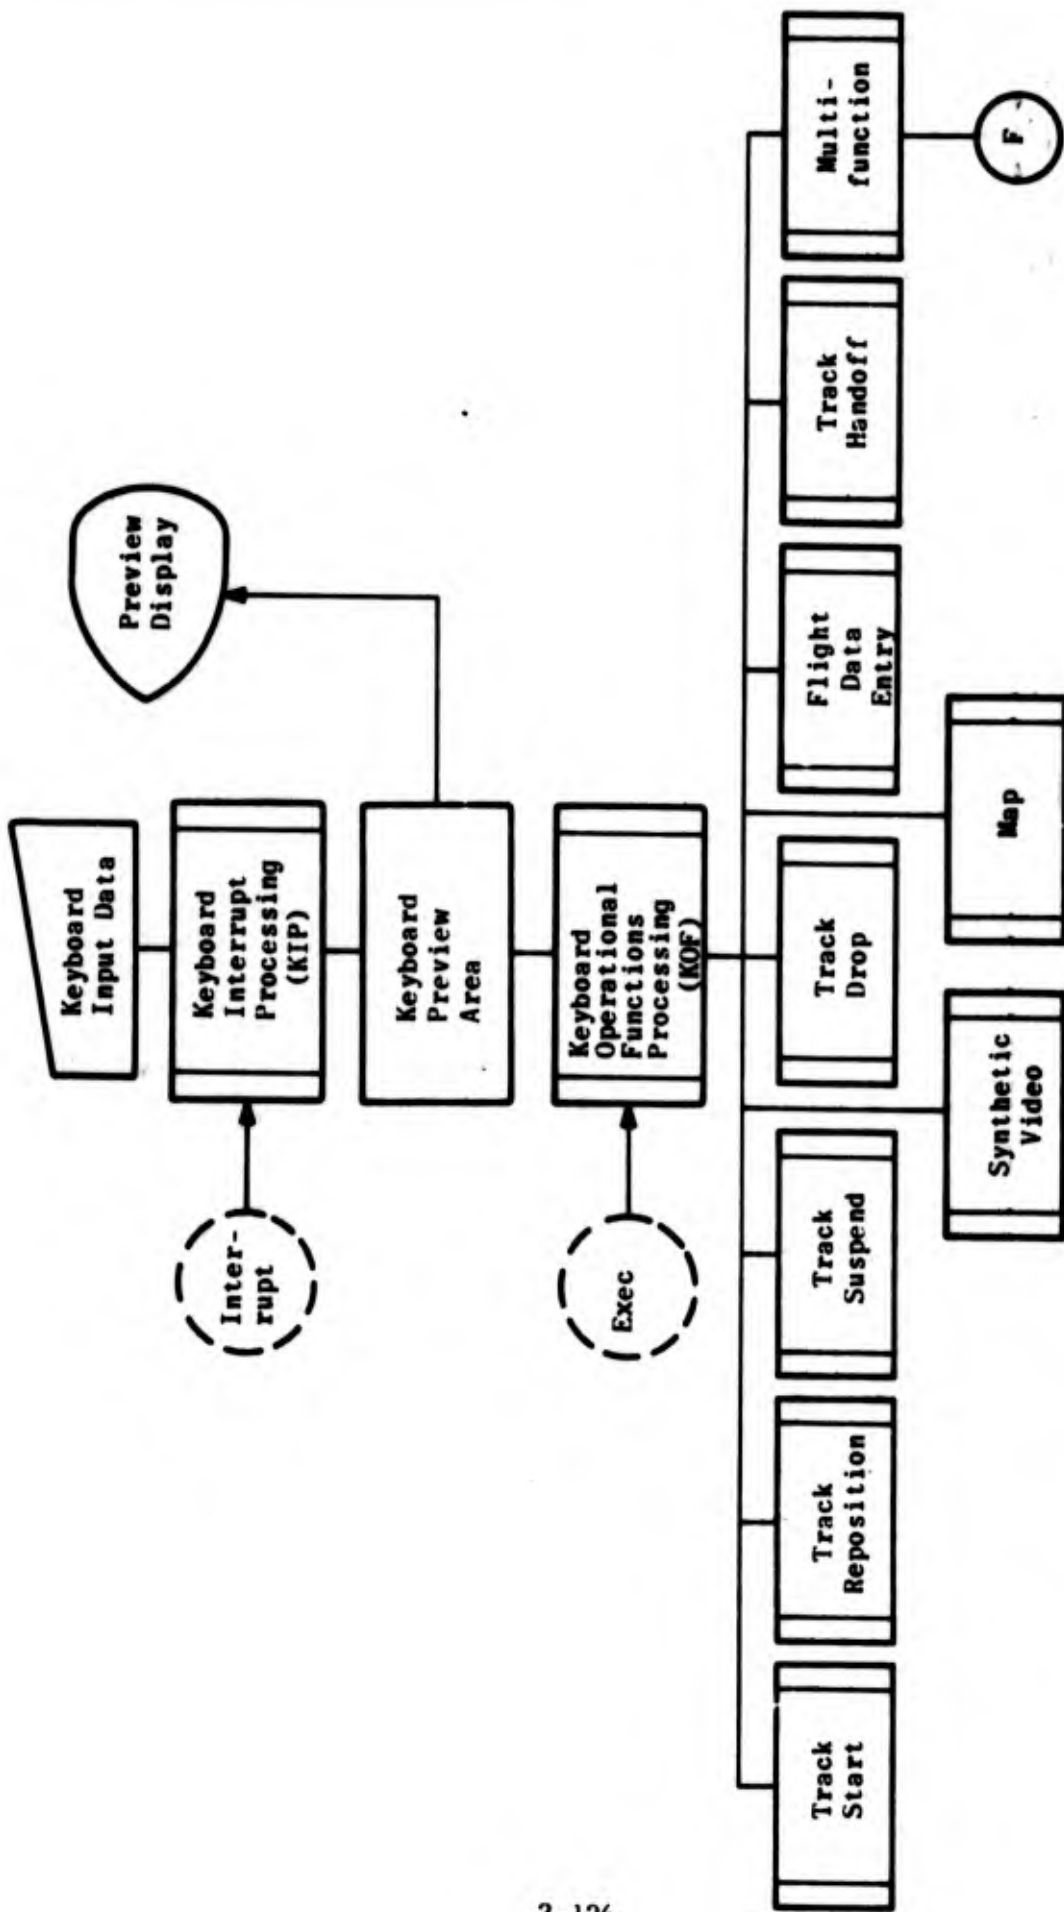 Keyboard
Input Data
Preview
Display
Inter-
rupt
Keyboard
Interrupt
Processing
(KIP)
Keyboard
Preview
Area
Exec
Keyboard
Operational
Functions
Processing
(KOF)
Track
Start
Track
Reposition
Track
Suspend
Track
Drop
Flight
Data
Entry
Track
Handoff
Multi-
function
Synthetic
Video
Map
F